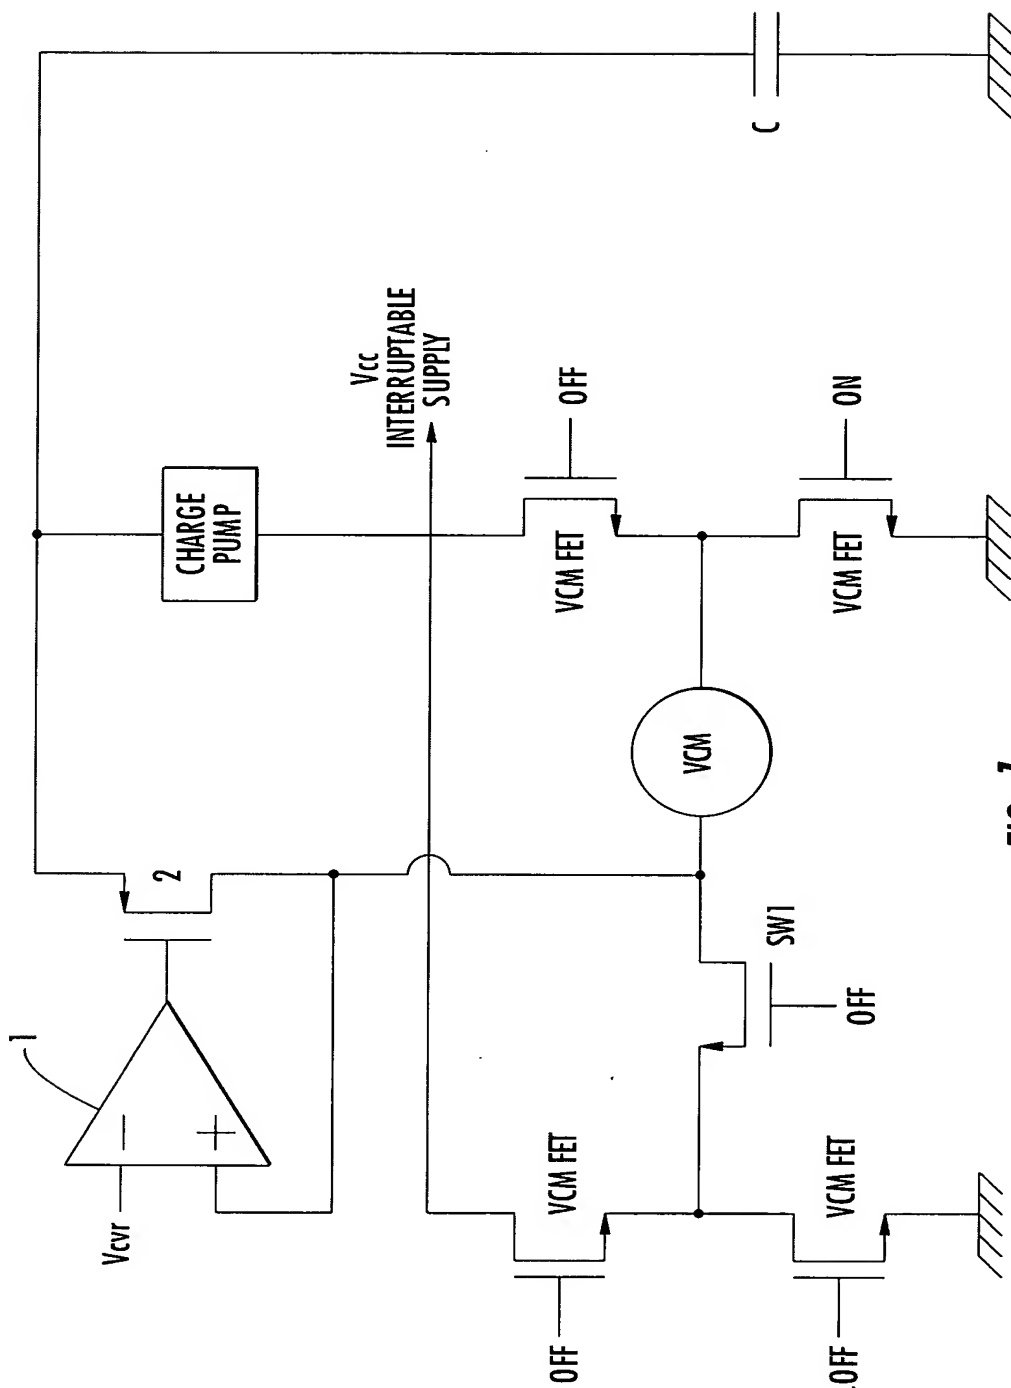 1
Vcvr
−
+
2
CHARGE
PUMP
Vcc
INTERRUPTABLE
SUPPLY
OFF
VCM FET
OFF
VCM FET
VCM
SW1
OFF
C
OFF
VCM FET
ON
VCM FET